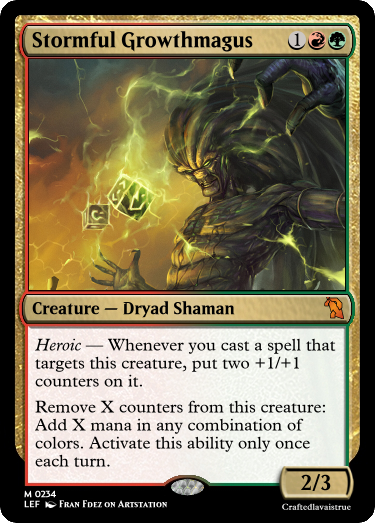 Stormful Growthmagus 1
C
Creature — Dryad Shaman
Heroic — Whenever you cast a spell that
targets this creature, put two +1/+1
counters on it.
Remove X counters from this creature:
Add X mana in any combination of
colors. Activate this ability only once
each turn.
2/3
M 0234
LEF Fran Fdez on Artstation
Craftedlavaistrue